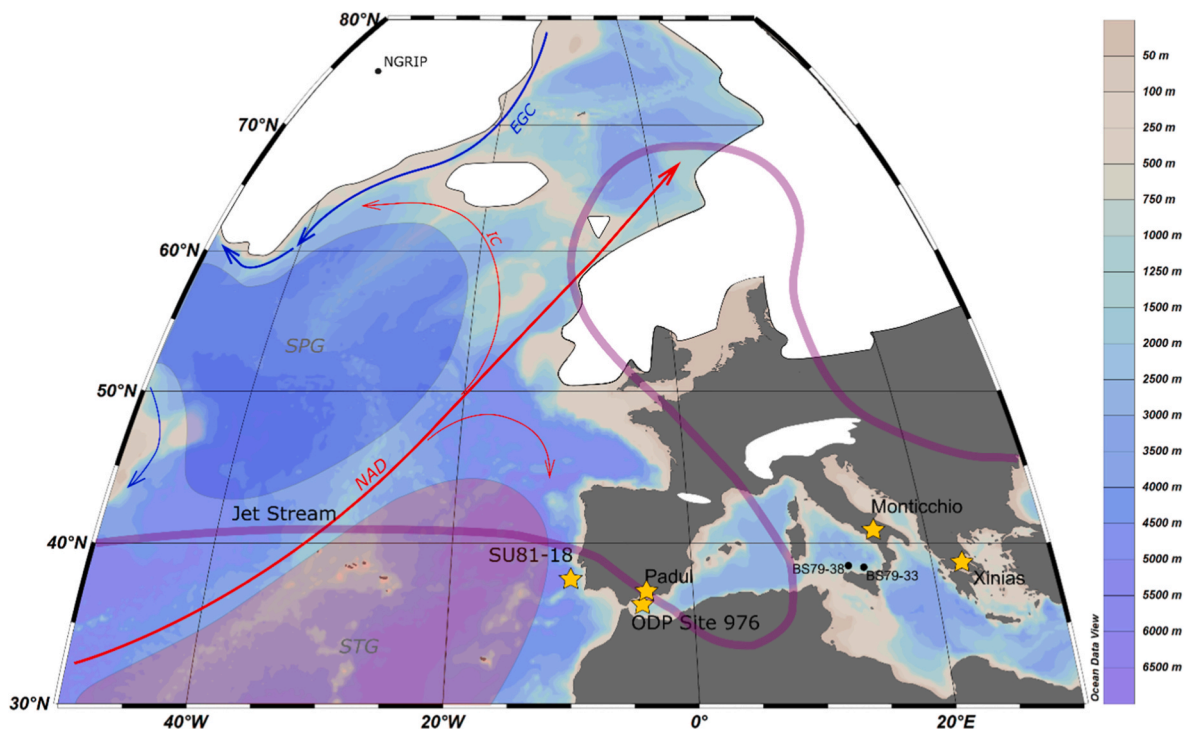 80°N
NGRIP
70°N
EGC
60°N
IC
SPG
50°N
NAD
Jet Stream
40°N
SU81-18
Monticchio
BS79-38
BS79-33
Padul
XInias
ODP Site 976
STG
30°N
40°W
20°W
0°
20°E
50 m
100 m
250 m
500 m
750 m
1000 m
1250 m
1500 m
2000 m
2500 m
3000 m
3500 m
4000 m
4500 m
5000 m
5500 m
6000 m
6500 m
Ocean Data View